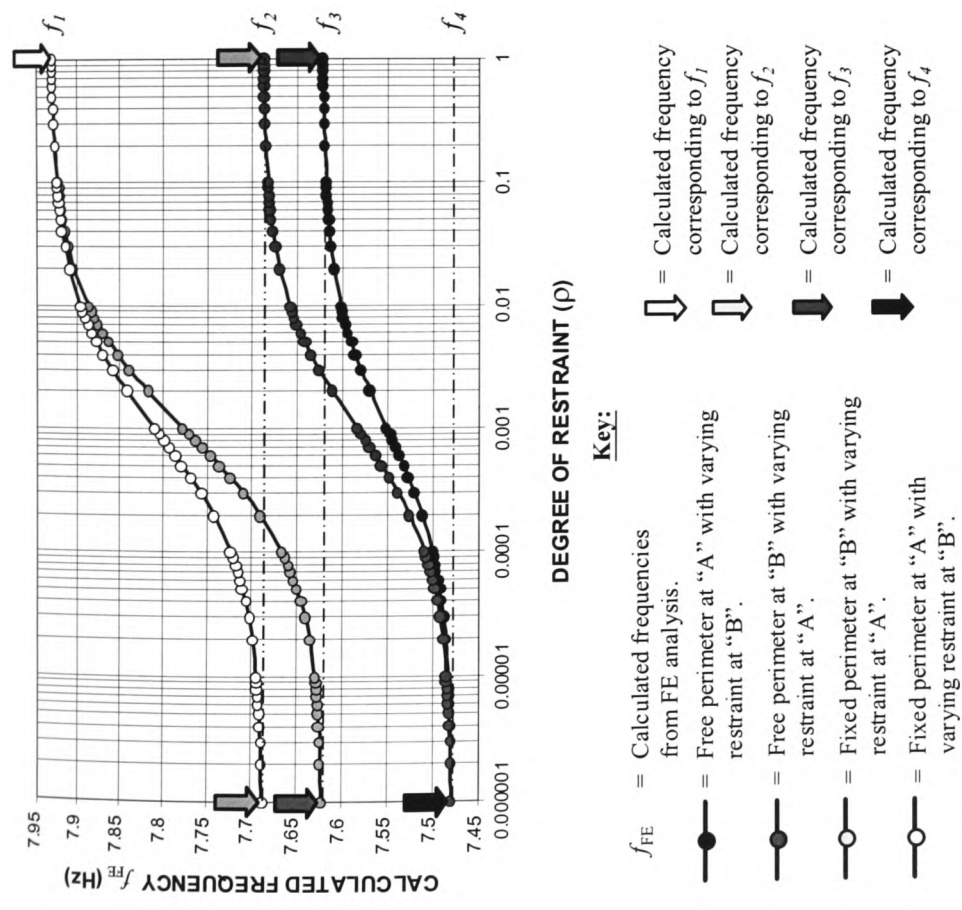 f1
f2
f3
f4
7.95
7.9
7.85
7.8
7.75
7.7
7.65
7.6
7.55
7.5
7.45
CALCULATED FREQUENCY fFE (Hz)
0.00001
0.00001
0.0001
0.001
0.01
0.1
1
DEGREE OF RESTRAINT (ρ)
Key:
fFE = Calculated frequencies
from FE analysis.
= Free perimeter at “A” with varying
restraint at “B”.
= Free perimeter at “B” with varying
restraint at “A”.
= Fixed perimeter at “B” with varying
restraint at “A”.
= Fixed perimeter at “A” with
varying restraint at “B”.
= Calculated frequency
corresponding to f1
= Calculated frequency
corresponding to f2
= Calculated frequency
corresponding to f3
= Calculated frequency
corresponding to f4